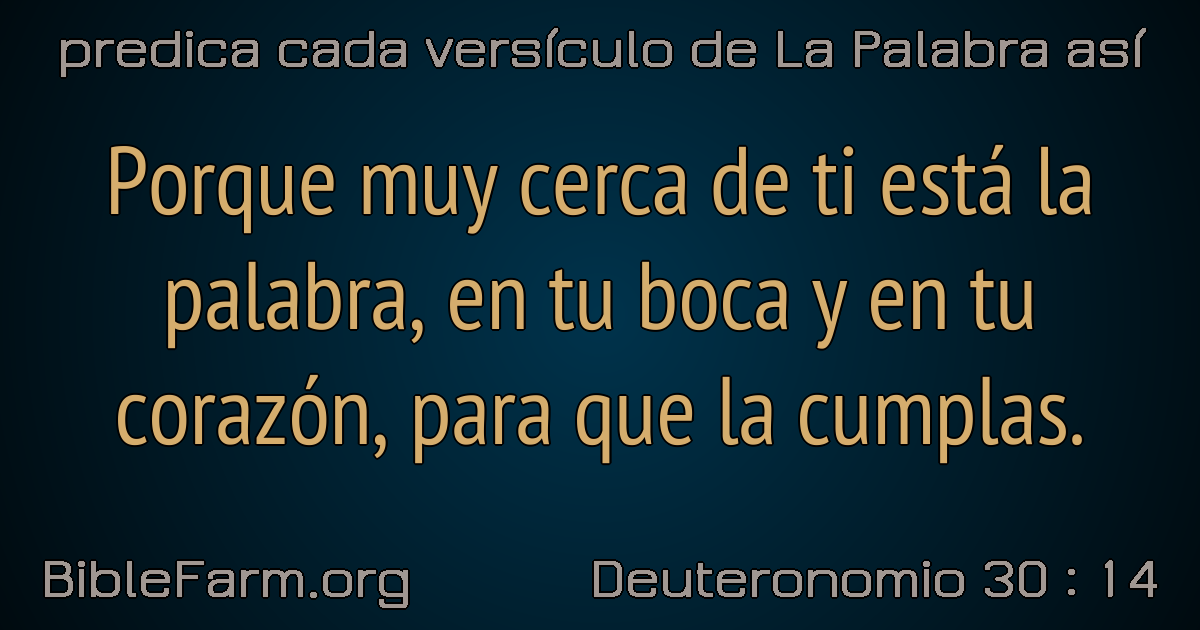 predica cada versículo de La Palabra así
Porque muy cerca de ti está la
palabra, en tu boca y en tu
corazón, para que la cumplas.
BibleFarm.org
Deuteronomio 30 : 14